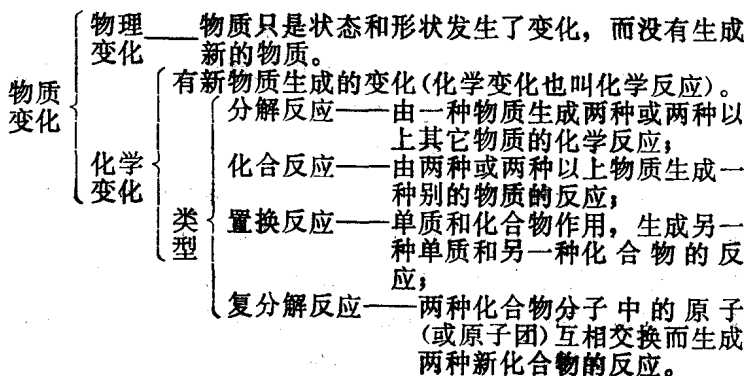 物理 物质只是状态和形状发生了变化，而没有生成
变化——新的物质。
物质
变化
有新物质生成的变化(化学变化也叫化学反应)。
分解反应——由一种物质生成两种或两种以
上其它物质的化学反应；
化学
变化
化合反应——由两种或两种以上物质生成一
种别的物质的反应；
类
型
置换反应——单质和化合物作用，生成另一
种单质和另一种化合物的反
应；
复分解反应——两种化合物分子中的原子
(或原子团)互相交换而生成
两种新化合物的反应。